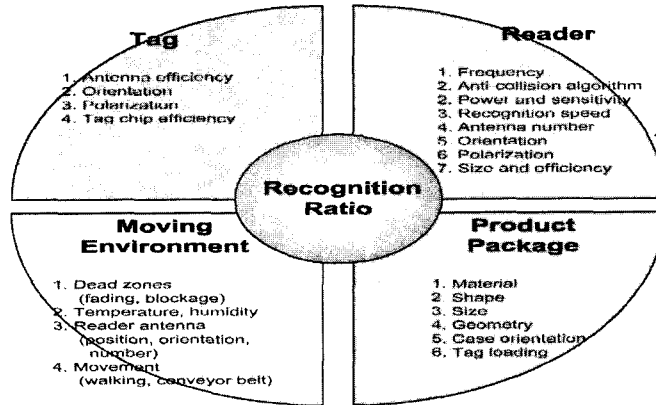 Tag
1. Antenna efficiency
2. Orientation
3. Polarization
4. Tag chip efficiency
Reader
1. Frequency
2. Anti collision algorithm
2. Power and sensitivity
3. Recognition speed
4. Antenna number
5. Orientation
6. Polarization
7. Size and efficiency
Recognition
Ratio
Moving
Environment
1. Dead zones
(fading, blockage)
2. Temperature, humidity
3. Reader antenna
(position, orientation,
number)
4. Movement
(walking, conveyor belt)
Product
Package
1. Material
2. Shape
3. Size
4. Geometry
5. Case orientation
6. Tag loading